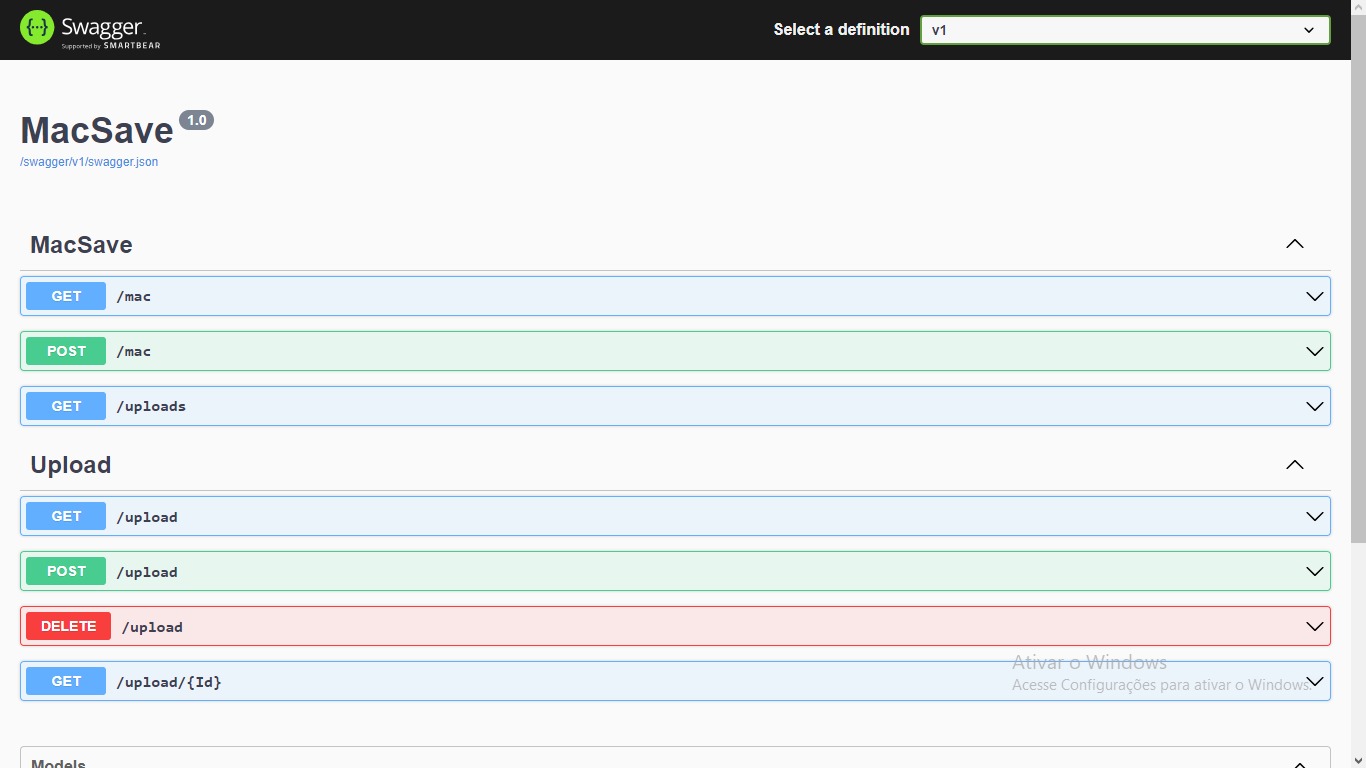 Swagger
Supported by SMARTBEAR
Select a definition
v1
MacSave 1.0
/swagger/v1/swagger.json
MacSave
GET /mac
POST /mac
GET /uploads
Upload
GET /upload
POST /upload
DELETE /upload
GET /upload/{Id}
Ativar o Windows
Acesse Configurações para ativar o Windows.
Models